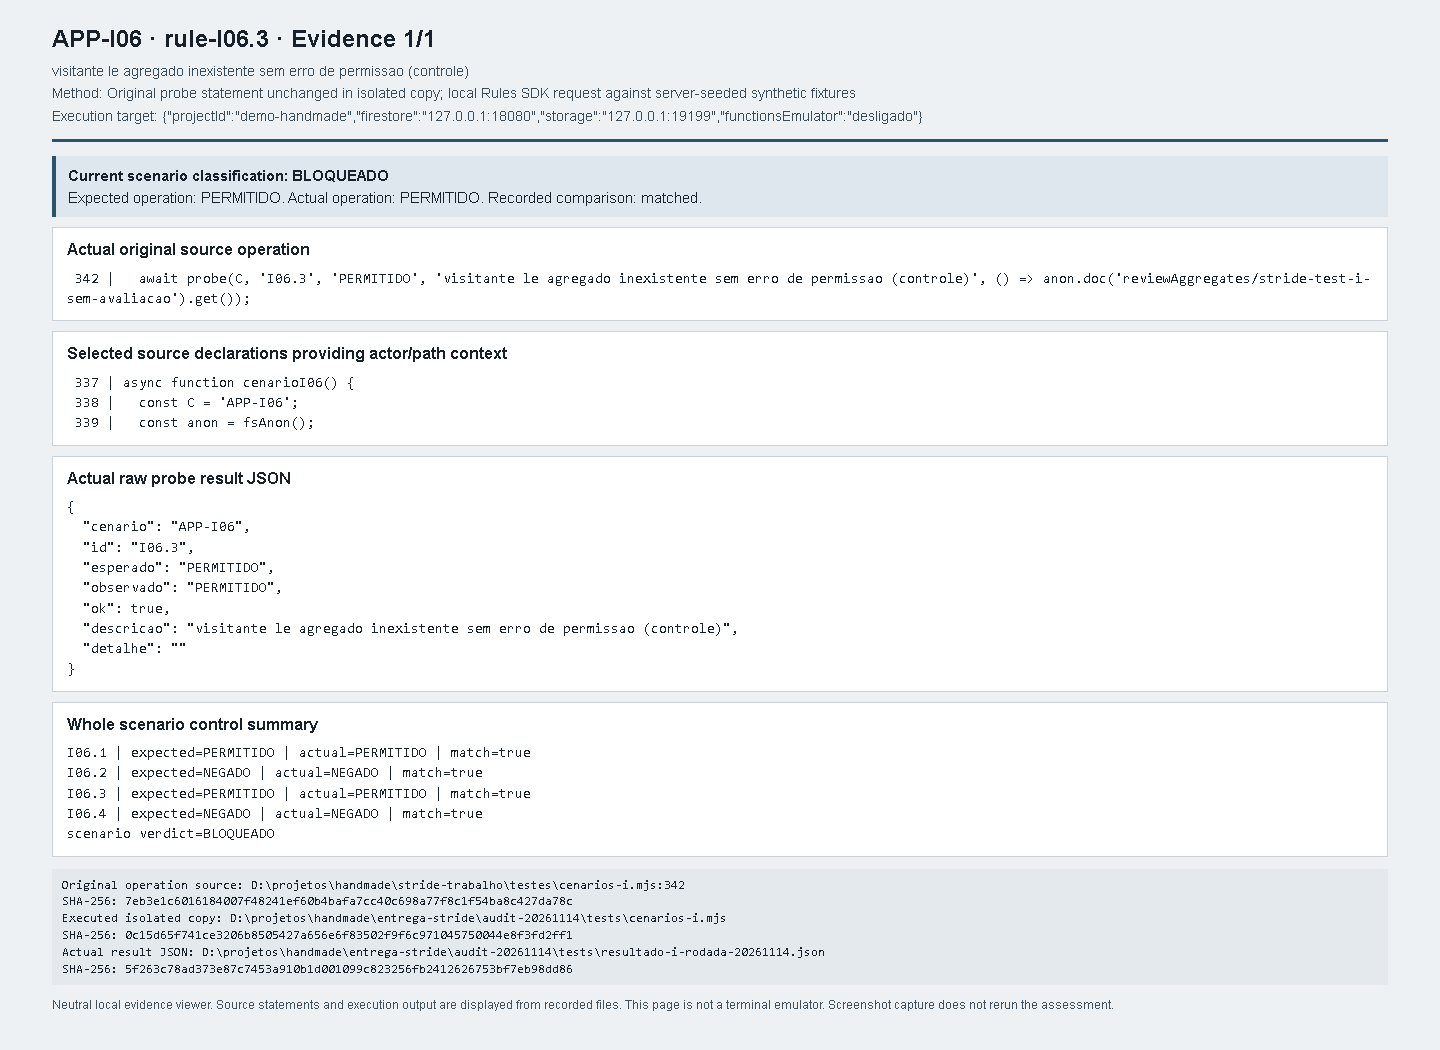 APP-I06 · rule-I06.3 · Evidence 1/1
visitante le agregado inexistente sem erro de permissao (controle)
Method: Original probe statement unchanged in isolated copy; local Rules SDK request against server-seeded synthetic fixtures
Execution target: {"projectId":"demo-handmade","firestore":"127.0.0.1:18080","storage":"127.0.0.1:19199","functionsEmulator":"desligado"}
Current scenario classification: BLOQUEADO
Expected operation: PERMITIDO. Actual operation: PERMITIDO. Recorded comparison: matched.
Actual original source operation
342 |   await probe(C, 'I06.3', 'PERMITIDO', 'visitante le agregado inexistente sem erro de permissao (controle)', () => anon.doc('reviewAggregates/stride-test-i-
sem-avaliacao').get());
Selected source declarations providing actor/path context
337 | async function cenarioI06() {
338 |   const C = 'APP-I06';
339 |   const anon = fsAnon();
Actual raw probe result JSON
{
  "cenario": "APP-I06",
  "id": "I06.3",
  "esperado": "PERMITIDO",
  "observado": "PERMITIDO",
  "ok": true,
  "descricao": "visitante le agregado inexistente sem erro de permissao (controle)",
  "detalhe": ""
}
Whole scenario control summary
I06.1 | expected=PERMITIDO | actual=PERMITIDO | match=true
I06.2 | expected=NEGADO | actual=NEGADO | match=true
I06.3 | expected=PERMITIDO | actual=PERMITIDO | match=true
I06.4 | expected=NEGADO | actual=NEGADO | match=true
scenario verdict=BLOQUEADO
Original operation source: D:\projetos\handmade\stride-trabalho\testes\cenarios-i.mjs:342
SHA-256: 7eb3e1c6016184007f48241ef60b4bafa7cc40c698a77f8c1f54ba8c427da78c
Executed isolated copy: D:\projetos\handmade\entrega-stride\audit-20261114\tests\cenarios-i.mjs
SHA-256: 0c15d65f741ce3206b8505427a656e6f83502f9f6c971045750044e8f3fd2ff1
Actual result JSON: D:\projetos\handmade\entrega-stride\audit-20261114\tests\resultado-i-rodada-20261114.json
SHA-256: 5f263c78ad373e87c7453a910b1d001099c823256fb2412626753bf7eb98dd86
Neutral local evidence viewer. Source statements and execution output are displayed from recorded files. This page is not a terminal emulator. Screenshot capture does not rerun the assessment.